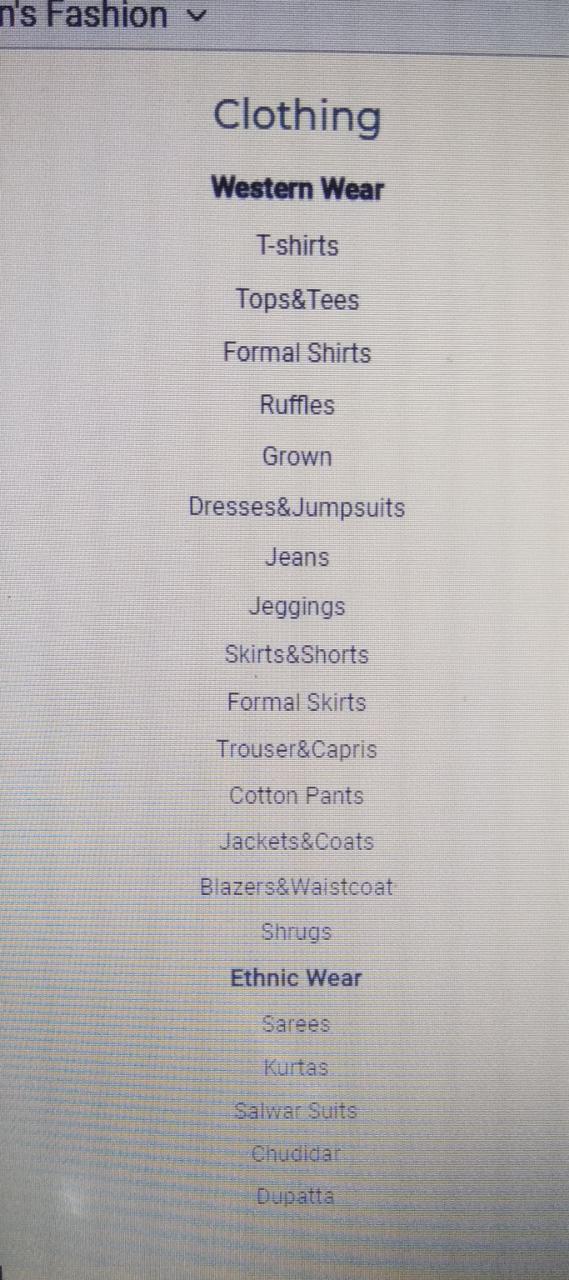 n's Fashion
Clothing
Western Wear
T-shirts
Tops&Tees
Formal Shirts
Ruffles
Grown
Dresses&Jumpsuits
Jeans
Jeggings
Skirts&Shorts
Formal Skirts
Trouser&Capris
Cotton Pants
Jackets&Coats
Blazers&Waistcoat
Shrugs
Ethnic Wear
Sarees
Kurtas
Salwar Suits
Chudidar
Dupatta